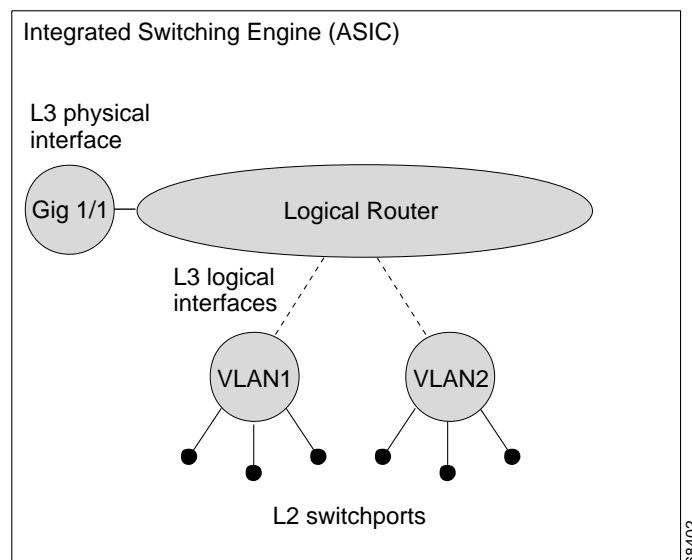 Integrated Switching Engine (ASIC)
L3 physical
interface
Gig 1/1
Logical Router
L3 logical
interfaces
VLAN1
VLAN2
L2 switchports